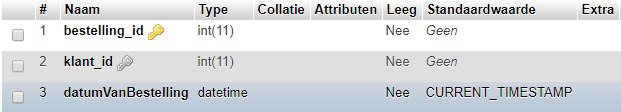 # Naam Type Collatie Attributen Leeg Standaardwaarde Extra
1 bestelling_id int(11) Nee Geen
2 klant_id int(11) Nee Geen
3 datumVanBestelling datetime Nee CURRENT_TIMESTAMP